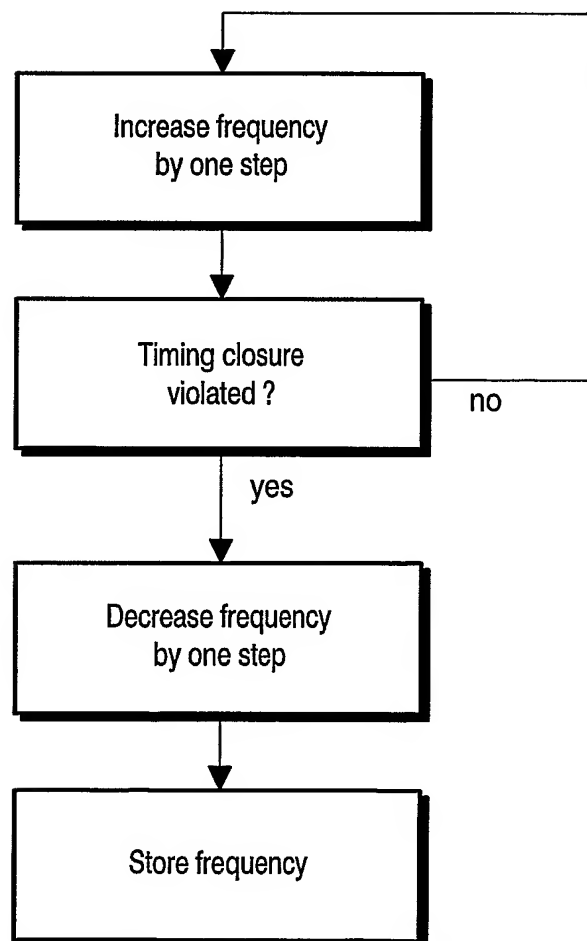 Increase frequency
by one step
Timing closure
violated ?
no
yes
Decrease frequency
by one step
Store frequency